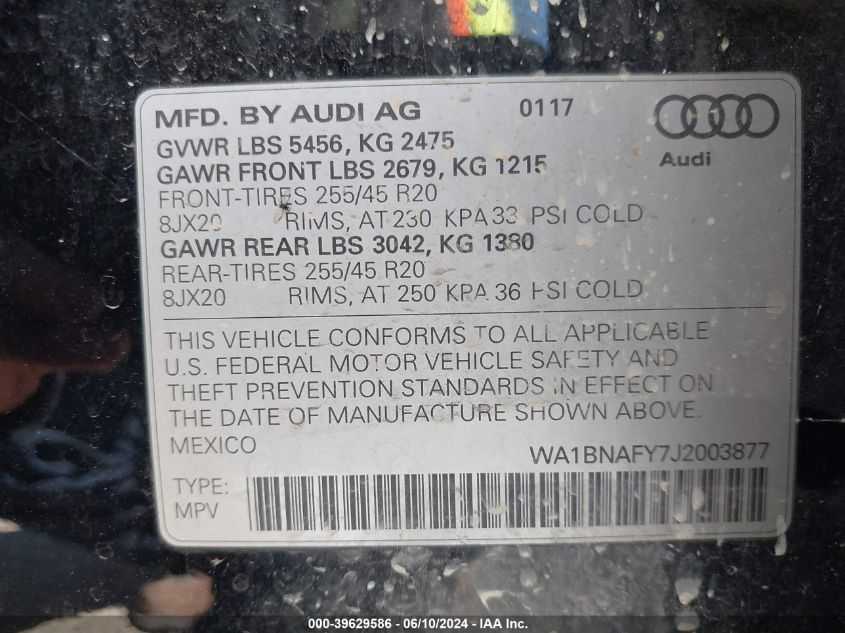 MFD. BY AUDI AG 0117
Audi
GVWR LBS 5456, KG 2475
GAWR FRONT LBS 2679, KG 1215
FRONT-TIRES 255/45 R20
8JX20 RIMS, AT 230 KPA 33 PSI COLD
GAWR REAR LBS 3042, KG 1380
REAR-TIRES 255/45 R20
8JX20 RIMS, AT 250 KPA 36 PSI COLD
THIS VEHICLE CONFORMS TO ALL APPLICABLE
U.S. FEDERAL MOTOR VEHICLE SAFETY AND
THEFT PREVENTION STANDARDS IN EFFECT ON
THE DATE OF MANUFACTURE SHOWN ABOVE.
MEXICO WA1BNAFY7J2003877
TYPE:
MPV
000-39629586 - 06/10/2024 - IAA Inc.